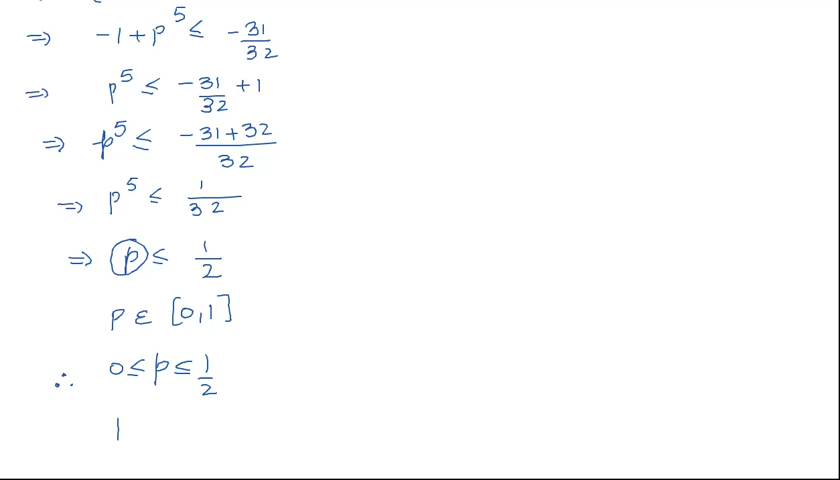 ⇒ -1 + p^5 ≤ -31/32
⇒ p^5 ≤ -31/32 + 1
⇒ p^5 ≤ (-31+32)/32
⇒ p^5 ≤ 1/32
⇒ p ≤ 1/2
p ε [0,1]
∴ 0 ≤ p ≤ 1/2